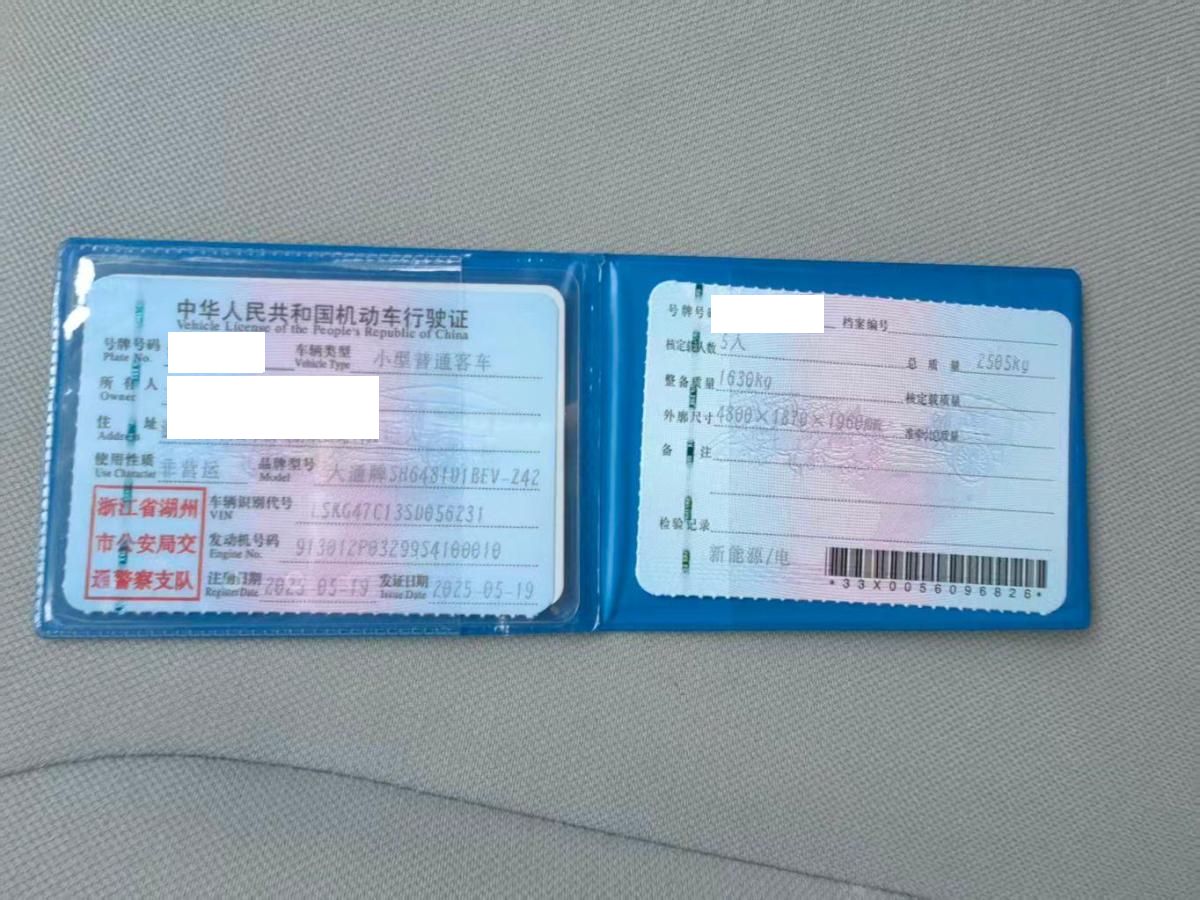 中华人民共和国机动车行驶证
Vehicle License of the People's Republic of China
号牌号码
Plate No.
车辆类型 小型普通客车
Vehicle Type
所有人
Owner
住址
Address
使用性质 非营运
Use Character
品牌型号 大通牌SH6481U1BEV-Z42
Model
浙江省湖州
市公安局交
通警察支队
车辆识别代号 LSKG47C13SD056231
VIN
发动机号码 913012P03Z99S4100010
Engine No.
注册日期 2025-05-19
Register Date
发证日期 2025-05-19
Issue Date
号牌号
档案编号
核定载人数 5人
总质量 2505kg
整备质量 1630kg
核定载质量
外廓尺寸 4800×1870×1960mm
准牵引总质量
备注
检验记录
新能源/电
*33X0056096826*